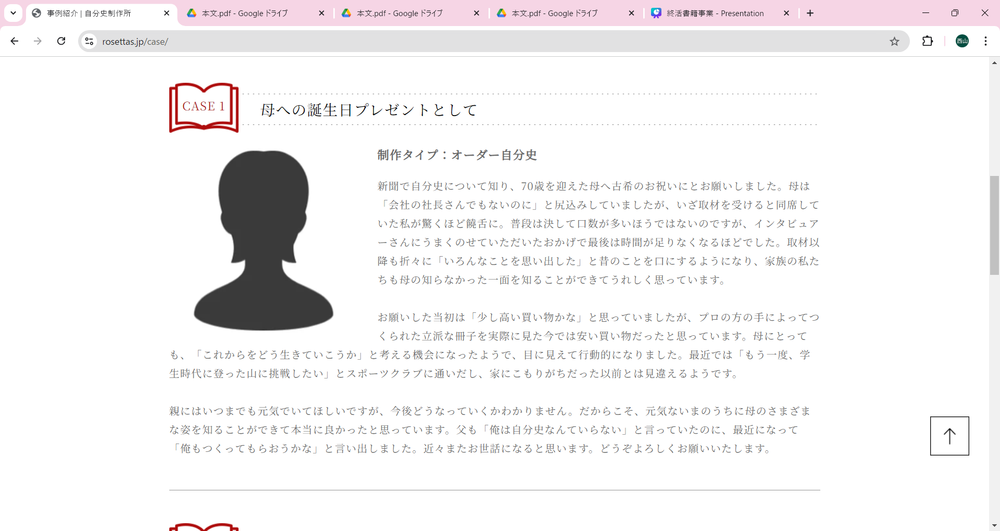 事例紹介 | 自分史制作所
本文.pdf - Google ドライブ
本文.pdf - Google ドライブ
本文.pdf - Google ドライブ
終活書籍事業 - Presentation
rosettas.jp/case/
西山
CASE 1
母への誕生日プレゼントとして
制作タイプ：オーダー自分史
新聞で自分史について知り、70歳を迎えた母へ古希のお祝いにとお願いしました。母は
「会社の社長さんでもないのに」と尻込みしていましたが、いざ取材を受けると同席して
いた私が驚くほど饒舌に。普段は決して口数が多いほうではないのですが、インタビュア
ーさんにうまくのせていただいたおかげで最後は時間が足りなくなるほどでした。取材以
降も折々に「いろんなことを思い出した」と昔のことを口にするようになり、家族の私た
ちも母の知らなかった一面を知ることができてうれしく思っています。
お願いした当初は「少し高い買い物かな」と思っていましたが、プロの方の手によってつ
くられた立派な冊子を実際に見た今では安い買い物だったと思っています。母にとって
も、「これからをどう生きていこうか」と考える機会になったようで、目に見えて行動的になりました。最近では「もう一度、学
生時代に登った山に挑戦したい」とスポーツクラブに通いだし、家にこもりがちだった以前とは見違えるようです。
親にはいつまでも元気でいてほしいですが、今後どうなっていくかわかりません。だからこそ、元気ないまのうちに母のさまざま
な姿を知ることができて本当に良かったと思っています。父も「俺は自分史なんていらない」と言っていたのに、最近になって
「俺もつくってもらおうかな」と言い出しました。近々またお世話になると思います。どうぞよろしくお願いいたします。